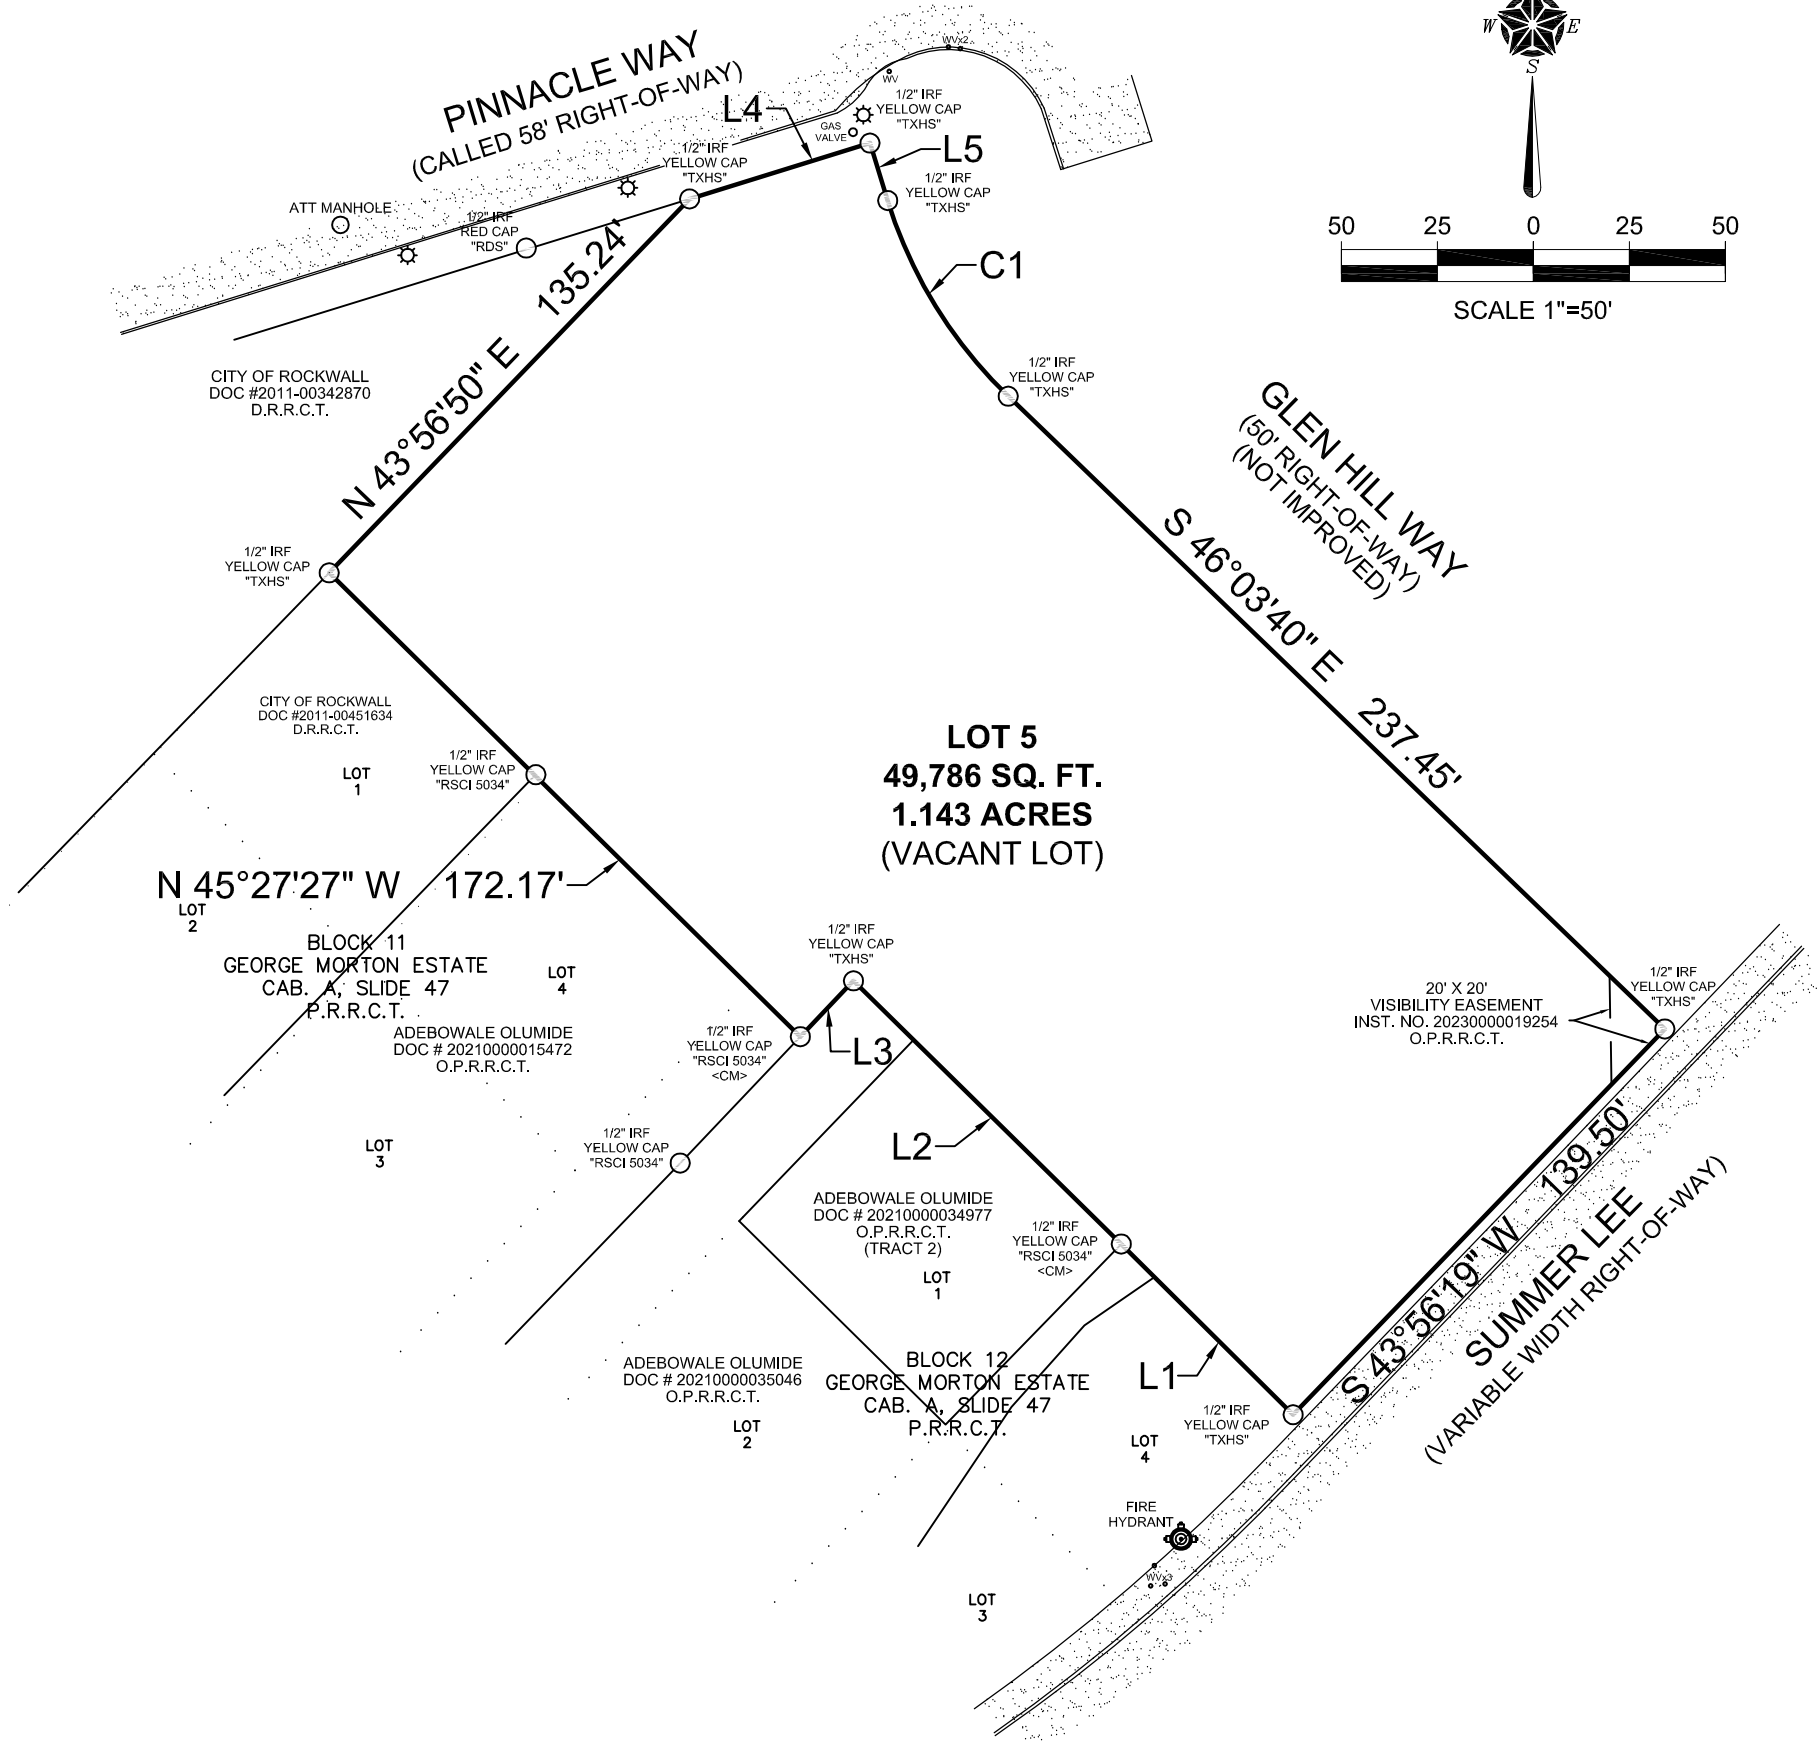 PINNACLE WAY
(CALLED 58' RIGHT-OF-WAY)
L4
WVx2
WV
1/2" IRF
YELLOW CAP
"TXHS"
GAS
VALVE
L5
1/2" IRF
YELLOW CAP
"TXHS"
1/2" IRF
YELLOW CAP
"TXHS"
ATT MANHOLE
1/2" IRF
RED CAP
"RDS"
W
E
S
50 25 0 25 50
SCALE 1"=50'
C1
N 43°56'50" E 135.24'
CITY OF ROCKWALL
DOC #2011-00342870
D.R.R.C.T.
1/2" IRF
YELLOW CAP
"TXHS"
GLEN HILL WAY
(50' RIGHT-OF-WAY)
(NOT IMPROVED)
S 46°03'40" E 237.45'
1/2" IRF
YELLOW CAP
"TXHS"
CITY OF ROCKWALL
DOC #2011-00451634
D.R.R.C.T.
LOT
1
1/2" IRF
YELLOW CAP
"RSCI 5034"
LOT 5
49,786 SQ. FT.
1.143 ACRES
(VACANT LOT)
N 45°27'27" W 172.17'
LOT
2
BLOCK 11
GEORGE MORTON ESTATE
CAB. A, SLIDE 47
P.R.R.C.T.
LOT
4
ADEBOWALE OLUMIDE
DOC # 20210000015472
O.P.R.R.C.T.
1/2" IRF
YELLOW CAP
"TXHS"
1/2" IRF
YELLOW CAP
"RSCI 5034"
<CM>
L3
20' X 20'
VISIBILITY EASEMENT
INST. NO. 20230000019254
O.P.R.R.C.T.
1/2" IRF
YELLOW CAP
"TXHS"
LOT
3
1/2" IRF
YELLOW CAP
"RSCI 5034"
L2
ADEBOWALE OLUMIDE
DOC # 20210000034977
O.P.R.R.C.T.
(TRACT 2)
LOT
1
1/2" IRF
YELLOW CAP
"RSCI 5034"
<CM>
S 43°56'19" W 139.50'
SUMMER LEE
(VARIABLE WIDTH RIGHT-OF-WAY)
ADEBOWALE OLUMIDE
DOC # 20210000035046
O.P.R.R.C.T.
LOT
2
BLOCK 12
GEORGE MORTON ESTATE
CAB. A, SLIDE 47
P.R.R.C.T.
L1
1/2" IRF
YELLOW CAP
"TXHS"
LOT
4
FIRE
HYDRANT
WVx3
LOT
3